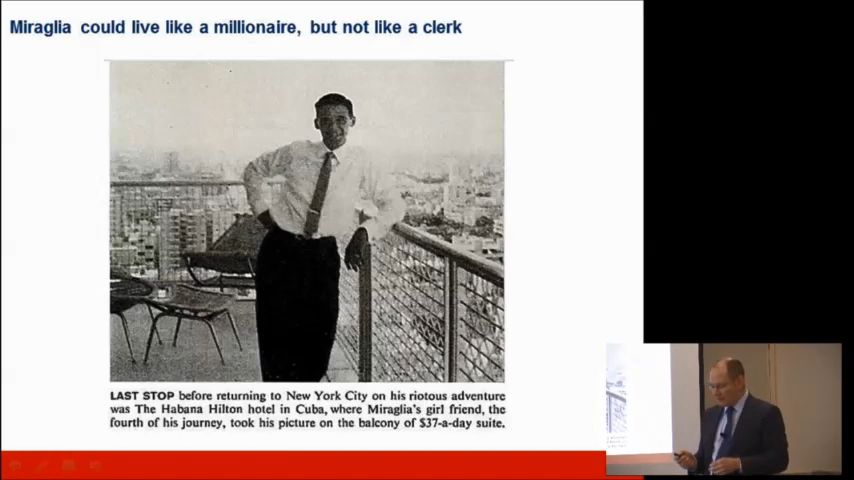 Miraglia could live like a millionaire, but not like a clerk
LAST STOP before returning to New York City on his riotous adventure
was The Habana Hilton hotel in Cuba, where Miraglia's girl friend, the
fourth of his journey, took his picture on the balcony of $37-a-day suite.